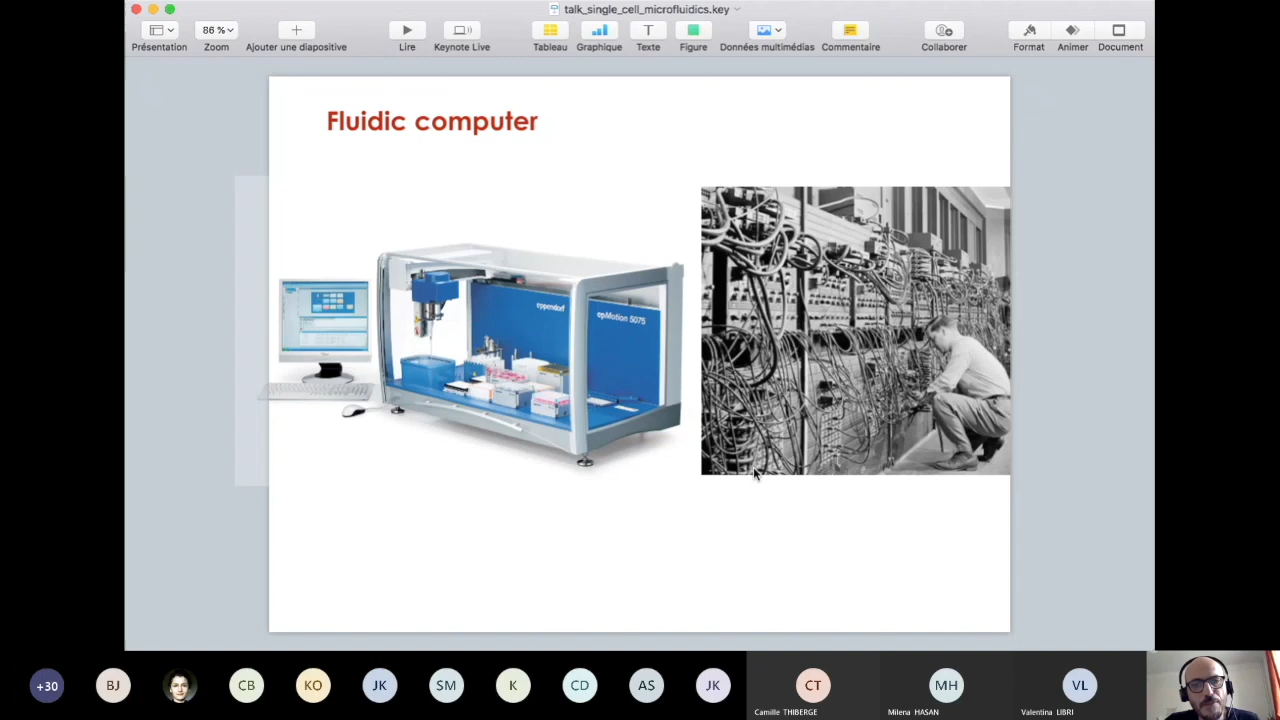 talk_single_cell_microfluidics.key
86 %
Présentation
Zoom
Ajouter une diapositive
Lire
Keynote Live
Tableau
Graphique
Texte
Figure
Données multimédias
Commentaire
Collaborer
Format
Animer
Document
Fluidic computer
eppendorf
epMotion 5075
+30
BJ
CB
KO
JK
SM
K
CD
AS
JK
CT
MH
VL
Camille THIBERGE
Milena HASAN
Valentina LIBRI